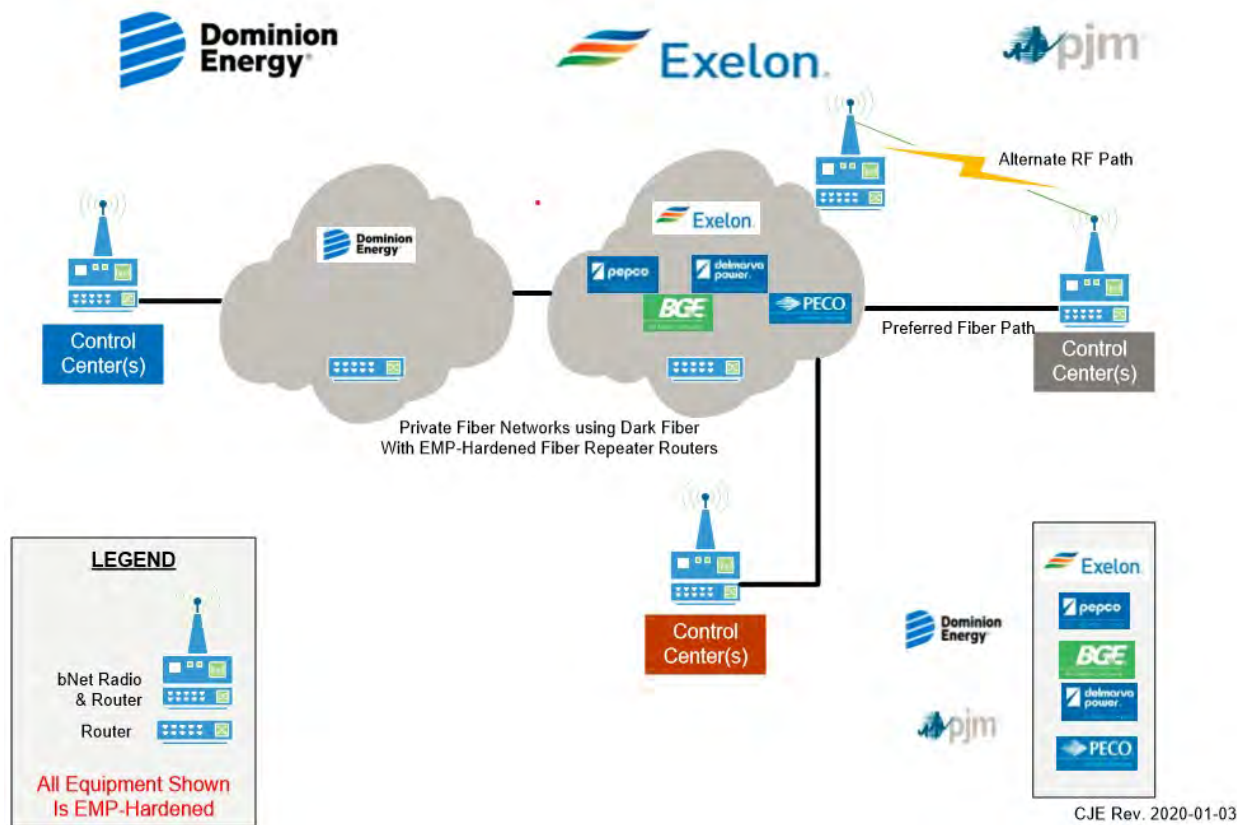 Dominion
Energy
Exelon.
pjm
Alternate RF Path
Exelon.
Dominion
Energy
pepco
delmarva
power.
BGE
PECO
Preferred Fiber Path
Control
Center(s)
Control
Center(s)
Private Fiber Networks using Dark Fiber
With EMP-Hardened Fiber Repeater Routers
Control
Center(s)
LEGEND
bNet Radio
& Router
Router
All Equipment Shown
Is EMP-Hardened
Dominion
Energy
pjm
Exelon
pepco
BGE
delmarva
power.
PECO
CJE Rev. 2020-01-03